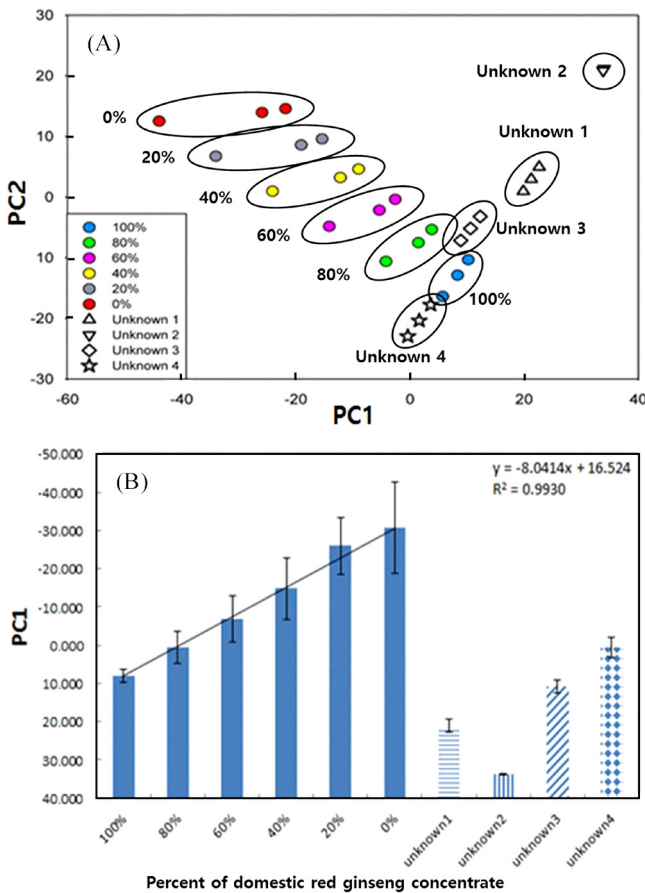 (A)
Unknown 2
Unknown 1
0%
20%
40%
60%
80%
Unknown 3
100%
Unknown 4
30
20
10
0
10
-20
-30
PC2
100%
80%
60%
40%
20%
0%
Unknown 1
Unknown 2
Unknown 3
Unknown 4
-60
-40
-20
0
20
40
PC1
(B)
y = -8.0414x + 16.524
R² = 0.9930
-50.000
-40.000
-30.000
-20.000
-10.000
0.000
10.000
20.000
30.000
40.000
PC1
100%
80%
60%
40%
20%
0%
unknown1
unknown2
unknown3
unknown4
Percent of domestic red ginseng concentrate